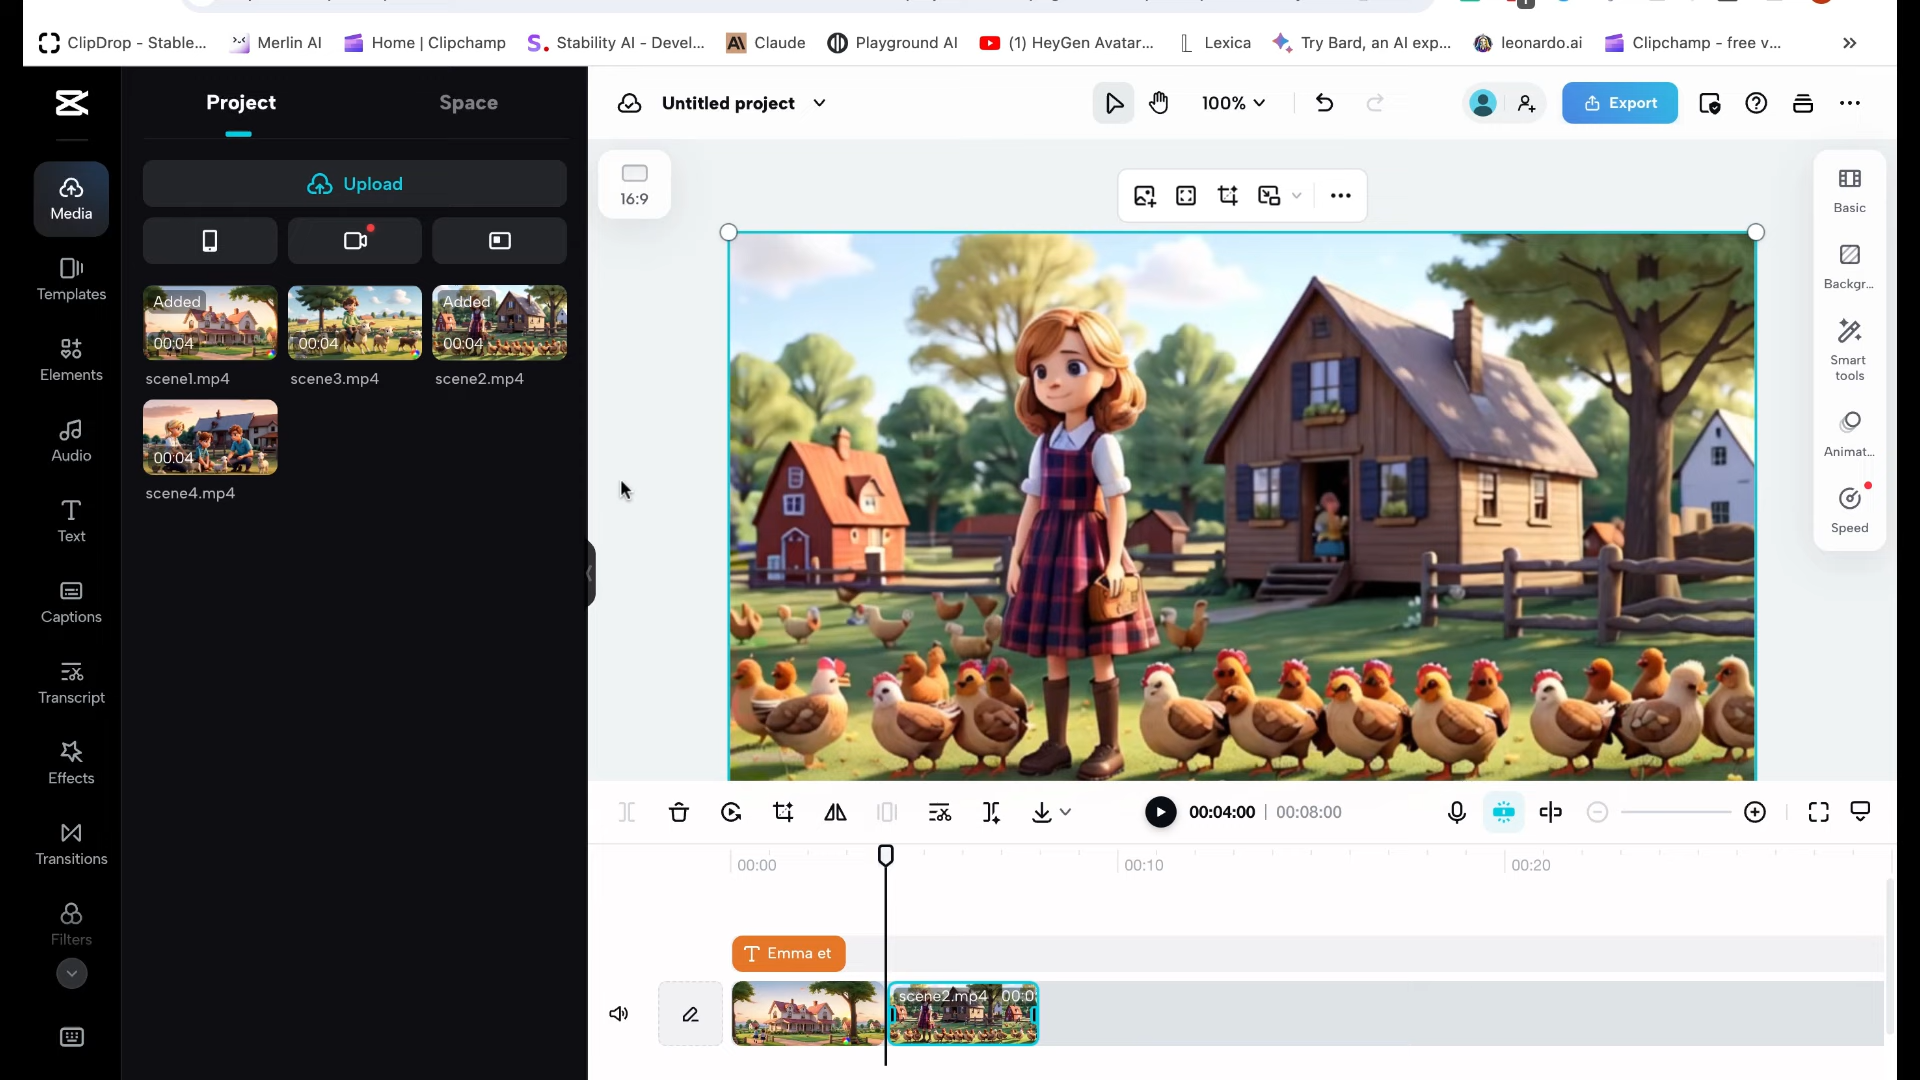 ClipDrop - Stable...
Merlin AI
Home | Clipchamp
Stability AI - Devel...
Claude
Playground AI
(1) HeyGen Avatar...
Lexica
Try Bard, an AI exp...
leonardo.ai
Clipchamp - free v...
Project
Space
Untitled project
100%
Export
Upload
16:9
Media
Templates
Elements
Audio
Text
Captions
Transcript
Effects
Transitions
Filters
Added
00:04
scene1.mp4
00:04
scene3.mp4
Added
00:04
scene2.mp4
00:04
scene4.mp4
Basic
Backgr...
Smart
tools
Animat...
Speed
00:04:00 | 00:08:00
00:00
00:10
00:20
Emma et
scene2.mp4 00:0